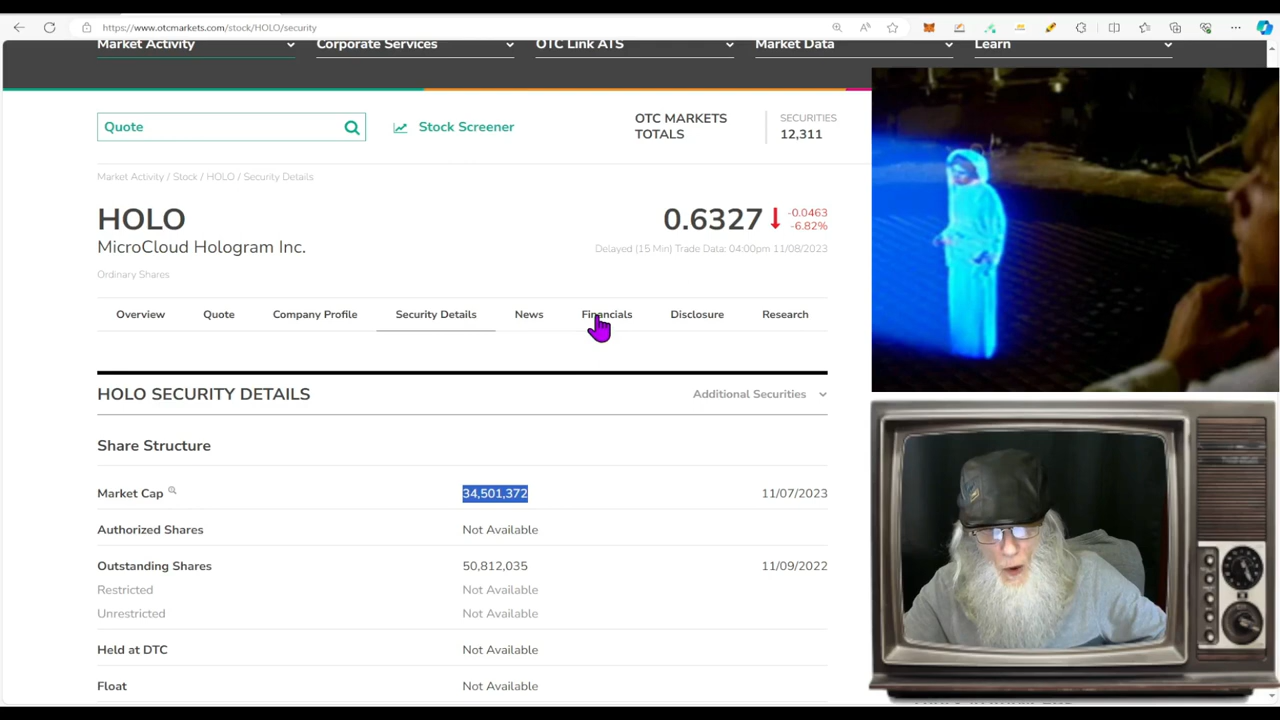 https://www.otcmarkets.com/stock/HOLO/security
Market Activity
Corporate Services
OTC Link ATS
Market Data
Learn
Quote
Stock Screener
OTC MARKETS
TOTALS
SECURITIES
12,311
Market Activity / Stock / HOLO / Security Details
HOLO
0.6327
-0.0463
-6.82%
MicroCloud Hologram Inc.
Delayed (15 Min) Trade Data: 04:00pm 11/08/2023
Ordinary Shares
Overview
Quote
Company Profile
Security Details
News
Financials
Disclosure
Research
HOLO SECURITY DETAILS
Additional Securities
Share Structure
Market Cap 34,501,372 11/07/2023
Authorized Shares Not Available
Outstanding Shares 50,812,035 11/09/2022
Restricted Not Available
Unrestricted Not Available
Held at DTC Not Available
Float Not Available